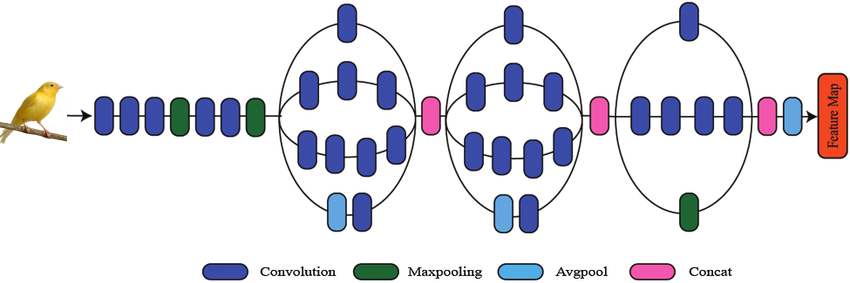 Feature Map
Convolution
Maxpooling
Avgpool
Concat